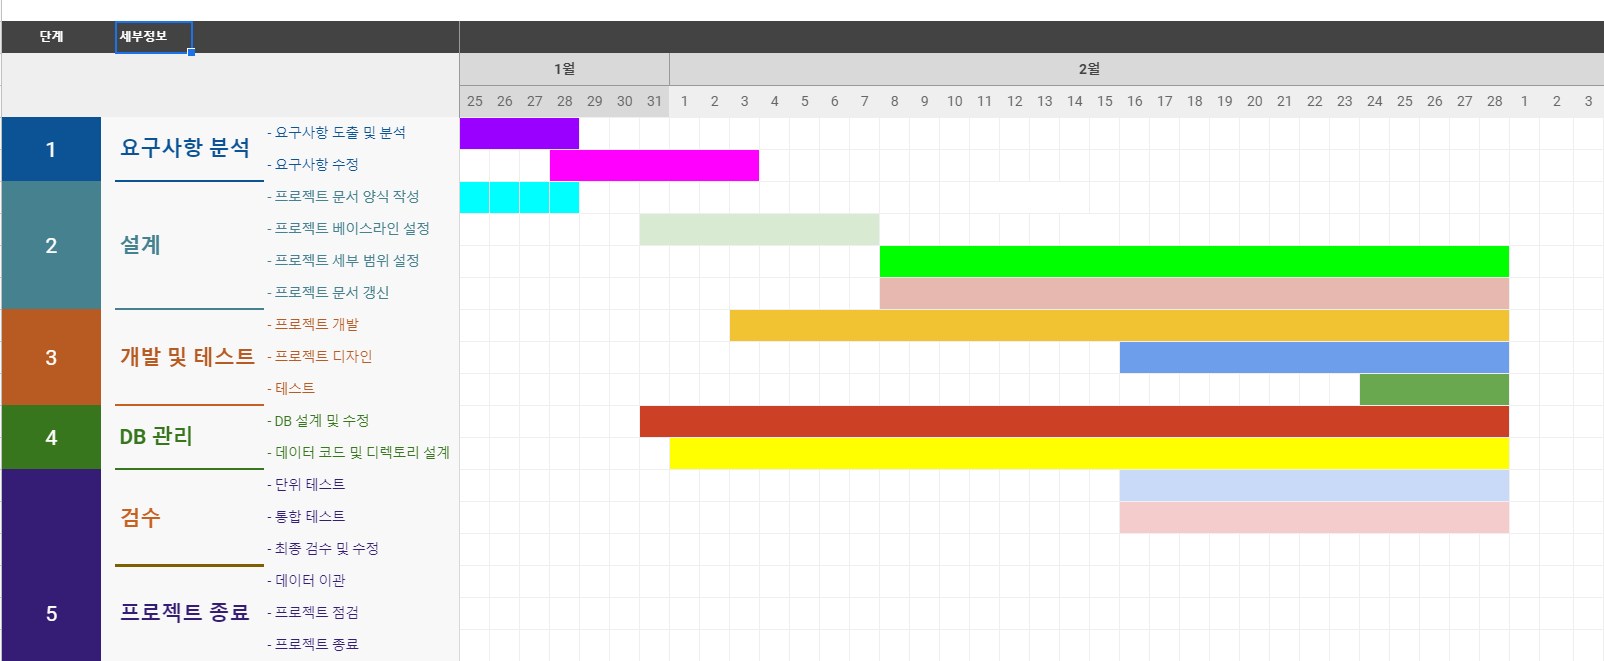 단계 세부정보
1월 2월
25 26 27 28 29 30 31 1 2 3 4 5 6 7 8 9 10 11 12 13 14 15 16 17 18 19 20 21 22 23 24 25 26 27 28 1 2 3
1 요구사항 분석
- 요구사항 도출 및 분석
- 요구사항 수정
2 설계
- 프로젝트 문서 양식 작성
- 프로젝트 베이스라인 설정
- 프로젝트 세부 범위 설정
- 프로젝트 문서 갱신
3 개발 및 테스트
- 프로젝트 개발
- 프로젝트 디자인
- 테스트
4 DB 관리
- DB 설계 및 수정
- 데이터 코드 및 디렉토리 설계
검수
- 단위 테스트
- 통합 테스트
- 최종 검수 및 수정
5 프로젝트 종료
- 데이터 이관
- 프로젝트 점검
- 프로젝트 종료